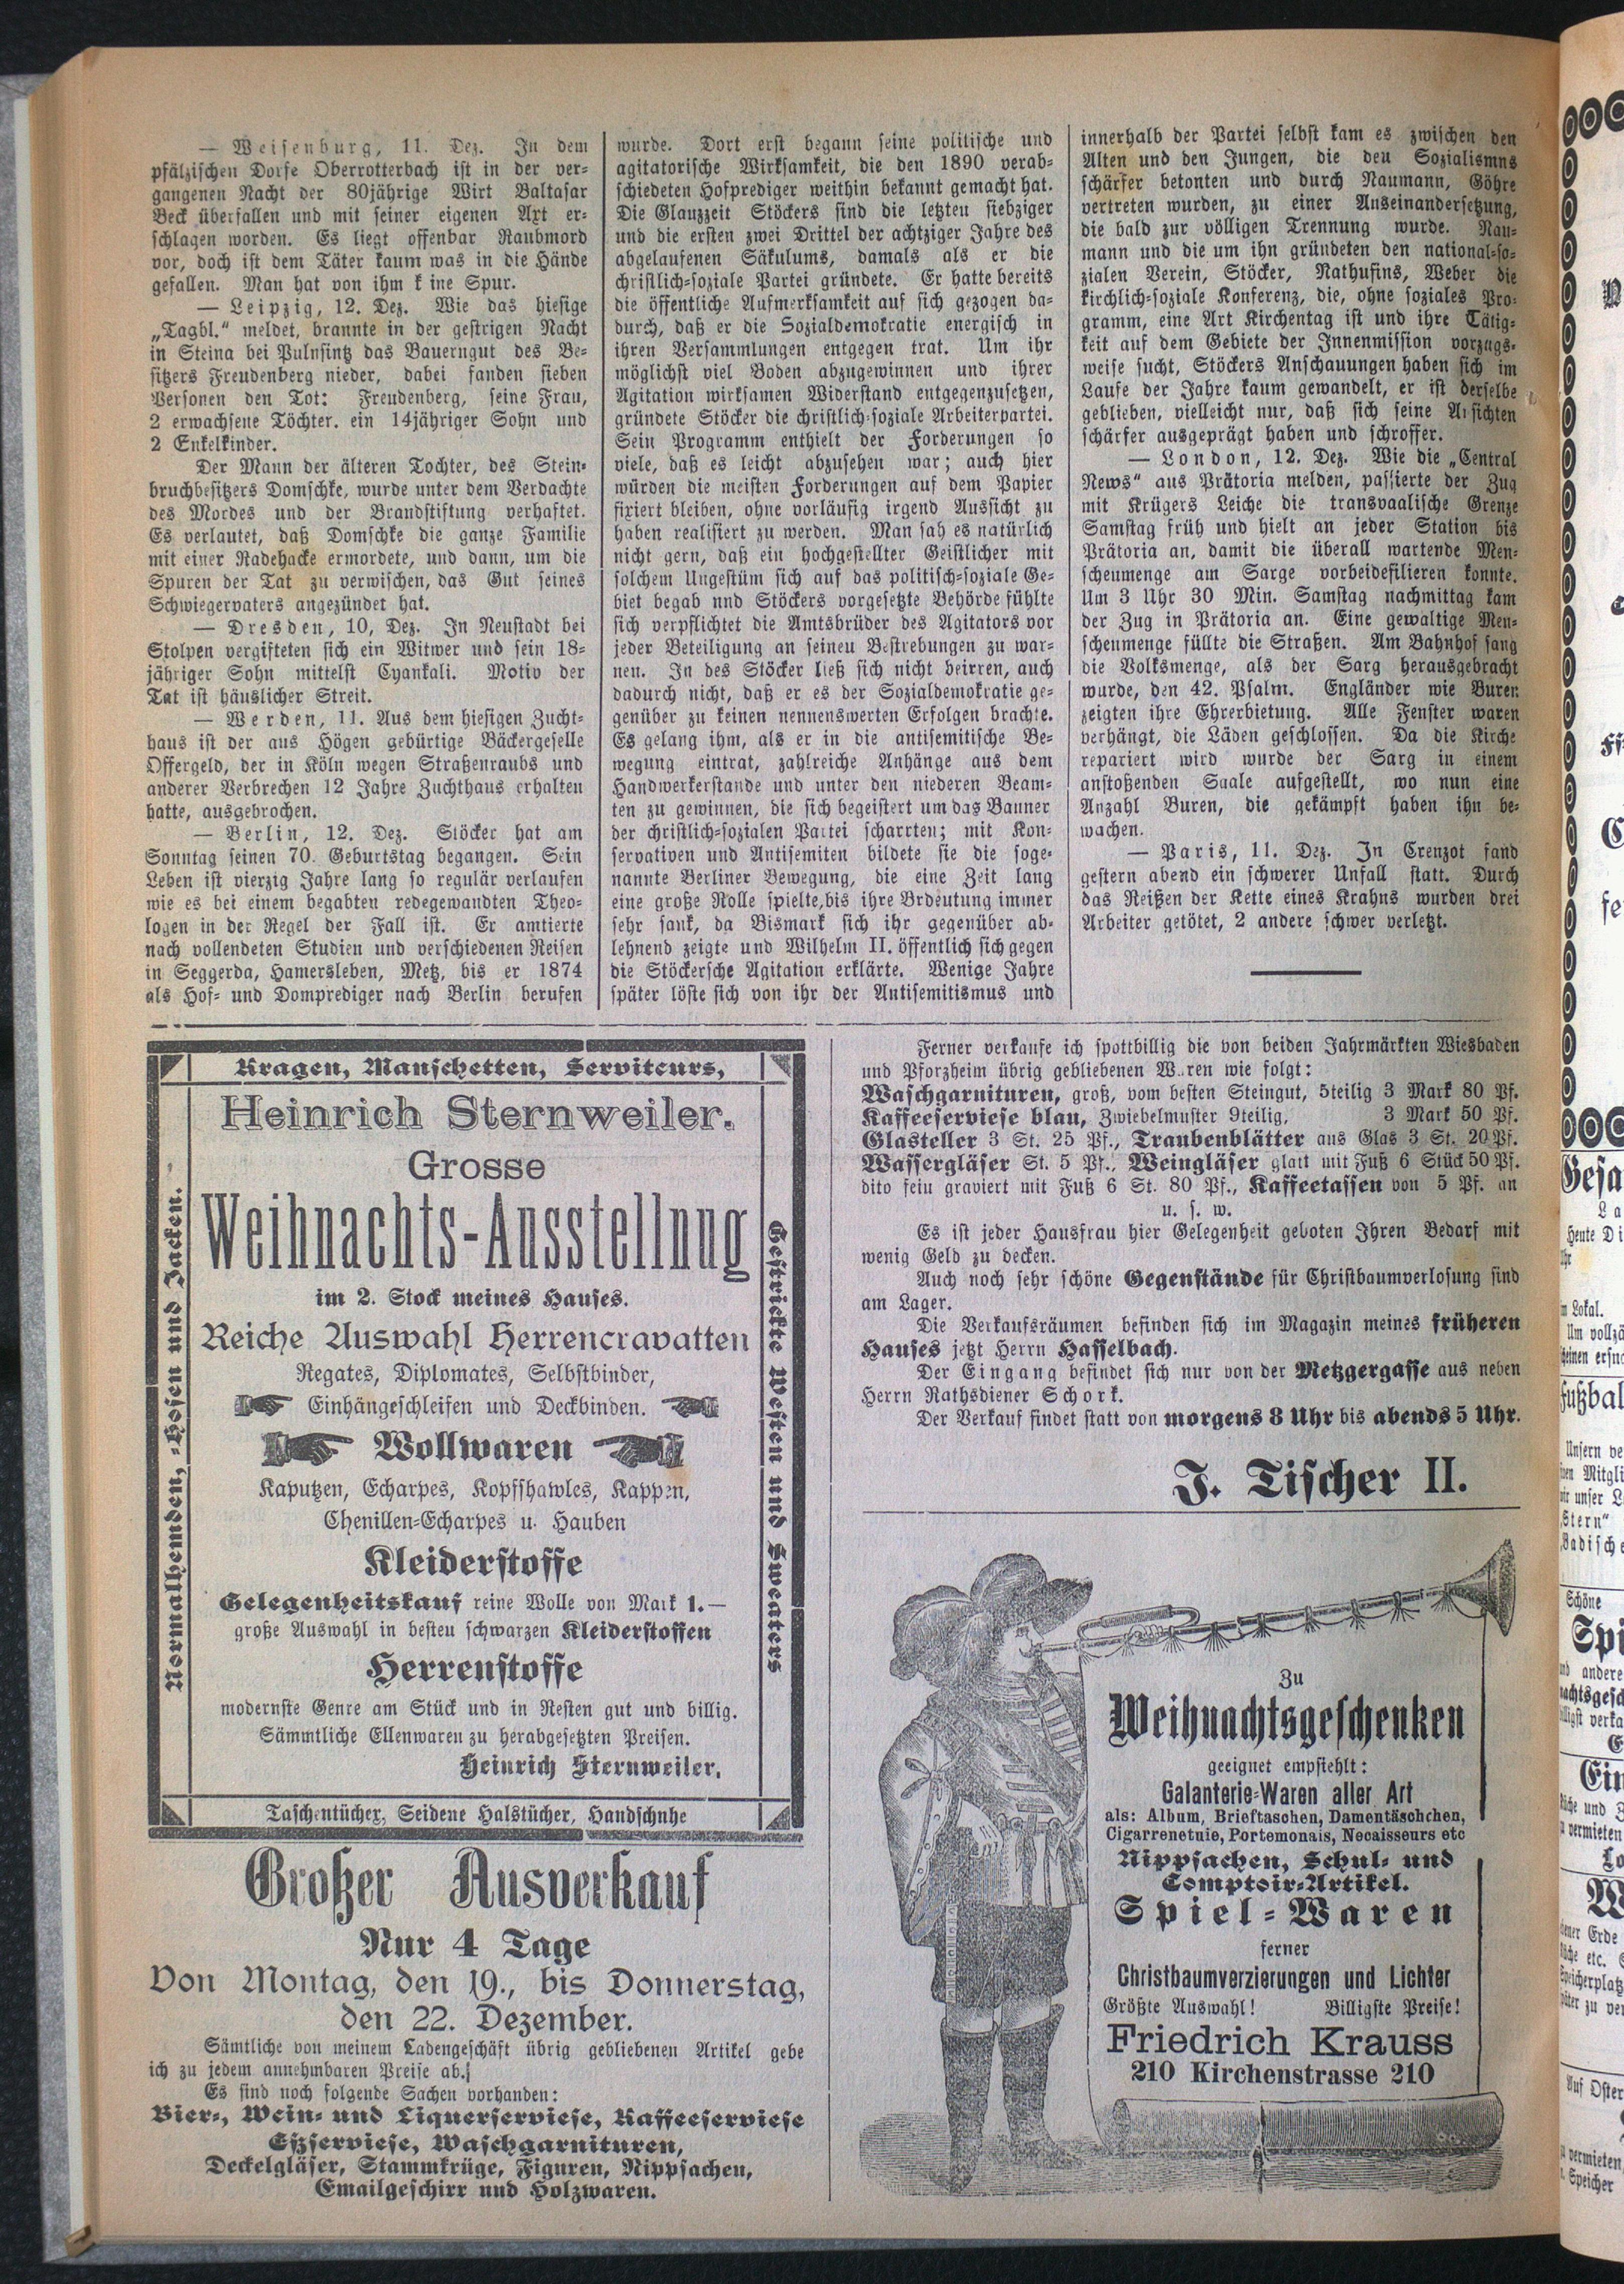 — Weisenburg, 11. Dez. In dem
pfälzischen Dorfe Oberrotterbach ist in der ver-
gangenen Nacht der 80jährige Wirt Baltasar
Beck überfallen und mit seiner eigenen Axt er-
schlagen worden. Es liegt offenbar Raubmord
vor, doch ist dem Täter kaum was in die Hände
gefallen. Man hat von ihm k ine Spur.
— Leipzig, 12. Dez. Wie das hiesige
„Tagbl.“ meldet, brannte in der gestrigen Nacht
in Steina bei Pulnsintz das Bauerngut des Be-
sitzers Freudenberg nieder, dabei fanden sieben
Personen den Tot: Freudenberg, seine Frau,
2 erwachsene Töchter. ein 14jähriger Sohn und
2 Enkelkinder.
Der Mann der älteren Tochter, des Stein-
bruchbesitzers Domschke, wurde unter dem Verdachte
des Mordes und der Brandstiftung verhaftet.
Es verlautet, daß Domschke die ganze Familie
mit einer Radehacke ermordete, und dann, um die
Spuren der Tat zu verwischen, das Gut seines
Schwiegervaters angezündet hat.
— Dresden, 10, Dez. In Neustadt bei
Stolpen vergifteten sich ein Witwer und sein 18-
jähriger Sohn mittelst Cyankali. Motiv der
Tat ist häuslicher Streit.
— Werden, 11. Aus dem hiesigen Zucht-
haus ist der aus Högen gebürtige Bäckergeselle
Offergeld, der in Köln wegen Straßenraubs und
anderer Verbrechen 12 Jahre Zuchthaus erhalten
hatte, ausgebrochen.
— Berlin, 12. Dez. Stöcker hat am
Sonntag seinen 70. Geburtstag begangen. Sein
Leben ist vierzig Jahre lang so regulär verlaufen
wie es bei einem begabten redegewandten Theo-
logen in der Regel der Fall ist. Er amtierte
nach vollendeten Studien und verschiedenen Reisen
in Seggerda, Hamersleben, Metz, bis er 1874
als Hof- und Domprediger nach Berlin berufen
wurde. Dort erst begann seine politische und
agitatorische Wirksamkeit, die den 1890 verab-
schiedeten Hofprediger weithin bekannt gemacht hat.
Die Glanzzeit Stöckers sind die letzten siebziger
und die ersten zwei Drittel der achtziger Jahre des
abgelaufenen Säkulums, damals als er die
christlich-soziale Partei gründete. Er hatte bereits
die öffentliche Aufmerksamkeit auf sich gezogen da-
durch, daß er die Sozialdemokratie energisch in
ihren Versammlungen entgegen trat. Um ihr
möglichst viel Boden abzugewinnen und ihrer
Agitation wirksamen Widerstand entgegenzusetzen,
gründete Stöcker die christlich-soziale Arbeiterpartei.
Sein Programm enthielt der Forderungen so
viele, daß es leicht abzusehen war; auch hier
würden die meisten Forderungen auf dem Papier
fixiert bleiben, ohne vorläufig irgend Aussicht zu
haben realisiert zu werden. Man sah es natürlich
nicht gern, daß ein hochgestellter Geistlicher mit
solchem Ungestüm sich auf das politisch-soziale Ge-
biet begab nnd Stöckers vorgesetzte Behörde fühlte
sich verpflichtet die Amtsbrüder des Agitators vor
jeder Beteiligung an seineu Bestrebungen zu war-
nen. In des Stöcker ließ sich nicht beirren, auch
dadurch nicht, daß er es der Sozialdemokratie ge-
genüber zu keinen nennenswerten Erfolgen brachte.
Es gelang ihm, als er in die antisemitische Be-
wegung eintrat, zahlreiche Anhänge aus dem
Handwerkerstande und unter den niederen Beam-
ten zu gewinnen, die sich begeistert um das Banner
der christlich-sozialen Partei scharrten; mit Kon-
servativen und Antisemiten bildete sie die soge-
nannte Berliner Bewegung, die eine Zeit lang
eine große Rolle spielte, bis ihre Brdeutung immer
sehr sank, da Bismark sich ihr gegenüber ab-
lehnend zeigte und Wilhelm II. öffentlich sich gegen
die Stöckersche Agitation erklärte. Wenige Jahre
später löste sich von ihr der Antisemitismus und
innerhalb der Partei selbst kam es zwischen den
Alten und den Jungen, die deu Sozialismns
schärfer betonten und durch Naumann, Göhre
vertreten wurden, zu einer Auseinandersetzung,
die bald zur völligen Trennung wurde. Nau-
mann und die um ihn gründeten den national-so-
zialen Verein, Stöcker, Nathusins, Weber die
kirchlich-soziale Konferenz, die, ohne soziales Pro-
gramm, eine Art Kirchentag ist und ihre Tätig-
keit auf dem Gebiete der Innenmission vorzugs-
weise sucht, Stöckers Anschauungen haben sich im
Laufe der Jahre kaum gewandelt, er ist derselbe
geblieben, vielleicht nur, daß sich seine Ansichten
schärfer ausgeprägt haben und schroffer.
— London, 12. Dez. Wie die „Central
News“ aus Prätoria melden, passierte der Zug
mit Krügers Leiche die transvaalische Grenze
Samstag früh und hielt an jeder Station bis
Prätoria an, damit die überall wartende Men-
schenmenge am Sarge vorbeidefilieren konnte.
Um 3 Uhr 30 Min. Samstag nachmittag kam
der Zug in Prätoria an. Eine gewaltige Men-
schenmenge füllte die Straßen. Am Bahnhof sang
die Volksmenge, als der Sarg herausgebracht
wurde, den 42. Psalm. Engländer wie Buren
zeigten ihre Ehrerbietung. Alle Fenster waren
verhängt, die Läden geschlossen. Da die Kirche
repariert wird wurde der Sarg in einem
anstoßenden Saale aufgestellt, wo nun eine
Anzahl Buren, die gekämpft haben ihn be-
wachen.
— Paris, 11. Dez. In Crenzot fand
gestern abend ein schwerer Unfall statt. Durch
das Reißen der Kette eines Krahns wurden drei
Arbeiter getötet, 2 andere schwer verletzt.
Kragen, Manschetten, Serviteurs,
Normalhemden, -Hosen und Jacken.
Heinrich Sternweiler.
Grosse
Weihnachts-Ausstellnug
im 2. Stock meines Hauses.
Reiche Auswahl Herrencravatten
Regates, Diplomates, Selbstbinder,
Einhängeschleifen und Deckbinden.
Wollwaren
Kaputzen, Echarpes, Kopfshawles, Kappen,
Chenillen-Echarpes u. Hauben
Kleiderstoffe
Gelegenheitskauf reine Wolle von Mark 1.—
große Auswahl in besten schwarzen Kleiderstoffen
Herrenstoffe
modernste Genre am Stück und in Resten gut und billig.
Sämmtliche Ellenwaren zu herabgesetzten Preisen.
Heinrich Sternweiler.
Gestrickte Westen und Sweaters
Taschentücher, Seidene Halstücher, Handschuhe
Großer Ausverkauf
Nur 4 Tage
Von Montag, den 19., bis Donnerstag,
den 22. Dezember.
Sämtliche von meinem Ladengeschäft übrig gebliebenen Artikel gebe
ich zu jedem annehmbaren Preise ab.
Es sind noch folgende Sachen vorhanden:
Bier-, Wein- und Liquerserviese, Kaffeeserviese
Eßserviese, Waschgarnituren,
Deckelgläser, Stammkrüge, Figuren, Nippsachen,
Emailgeschirr und Holzwaren.
Ferner verkaufe ich spottbillig die von beiden Jahrmärkten Wiesbaden
und Pforzheim übrig gebliebenen W..ren wie folgt:
Waschgarnituren, groß, vom besten Steingut, 5teilig 3 Mark 80 Pf.
Kaffeeserviese blau, Zwiebelmuster 9teilig, 3 Mark 50 Pf.
Glasteller 3 St. 25 Pf., Traubenblätter aus Glas 3 St. 20 Pf.
Wassergläser St. 5 Pf., Weingläser glatt mit Fuß 6 Stück 50 Pf.
dito fein graviert mit Fuß 6 St. 80 Pf., Kaffeetassen von 5 Pf. an
u. s. w.
Es ist jeder Hausfrau hier Gelegenheit geboten Ihren Bedarf mit
wenig Geld zu decken.
Auch noch sehr schöne Gegenstände für Christbaumverlosung sind
am Lager.
Die Verkaufsräumen befinden sich im Magazin meines früheren
Hauses jetzt Herrn Hasselbach.
Der Eingang befindet sich nur von der Metzgergasse aus neben
Herrn Rathsdiener Schork.
Der Verkauf findet statt von morgens 8 Uhr bis abends 5 Uhr.
J. Tischer II.
Zu
Weihnachtsgeschenken
geeignet empfiehlt:
Galanterie-Waren aller Art
als: Album, Brieftaschen, Damentäschchen,
Cigarrenetuie, Portemonais, Necaisseurs etc
Nippsachen, Schul- und
Comptoir-Artikel.
Spiel-Waren
ferner
Christbaumverzierungen und Lichter
Größte Auswahl! Billigste Preise!
Friedrich Krauss
210 Kirchenstrasse 210